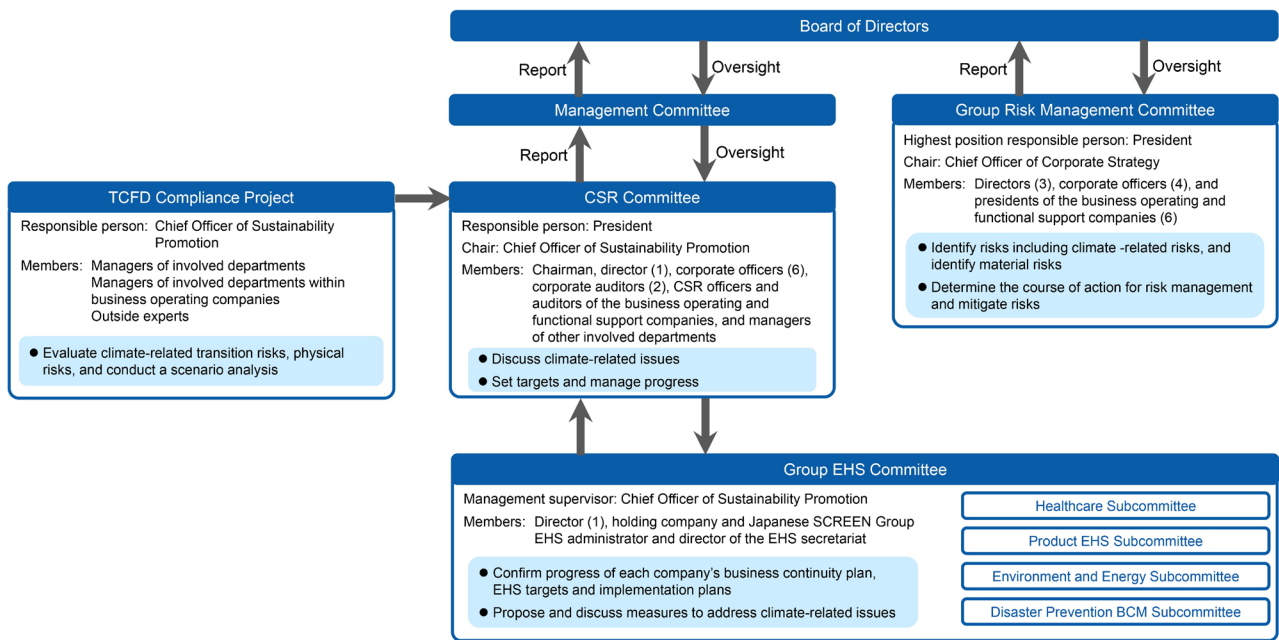 Board of Directors
Report
Oversight
Report
Oversight
Management Committee
Group Risk Management Committee
Highest position responsible person: President
Chair: Chief Officer of Corporate Strategy
Members: Directors (3), corporate officers (4), and
presidents of the business operating and
functional support companies (6)
● Identify risks including climate -related risks, and
identify material risks
● Determine the course of action for risk management
and mitigate risks
Report
Oversight
TCFD Compliance Project
Responsible person: Chief Officer of Sustainability
Promotion
Members: Managers of involved departments
Managers of involved departments within
business operating companies
Outside experts
● Evaluate climate-related transition risks, physical
risks, and conduct a scenario analysis
CSR Committee
Responsible person: President
Chair: Chief Officer of Sustainability Promotion
Members: Chairman, director (1), corporate officers (6),
corporate auditors (2), CSR officers and
auditors of the business operating and
functional support companies, and managers
of other involved departments
● Discuss climate-related issues
● Set targets and manage progress
Group EHS Committee
Management supervisor: Chief Officer of Sustainability Promotion
Members: Director (1), holding company and Japanese SCREEN Group
EHS administrator and director of the EHS secretariat
● Confirm progress of each company's business continuity plan,
EHS targets and implementation plans
● Propose and discuss measures to address climate-related issues
Healthcare Subcommittee
Product EHS Subcommittee
Environment and Energy Subcommittee
Disaster Prevention BCM Subcommittee